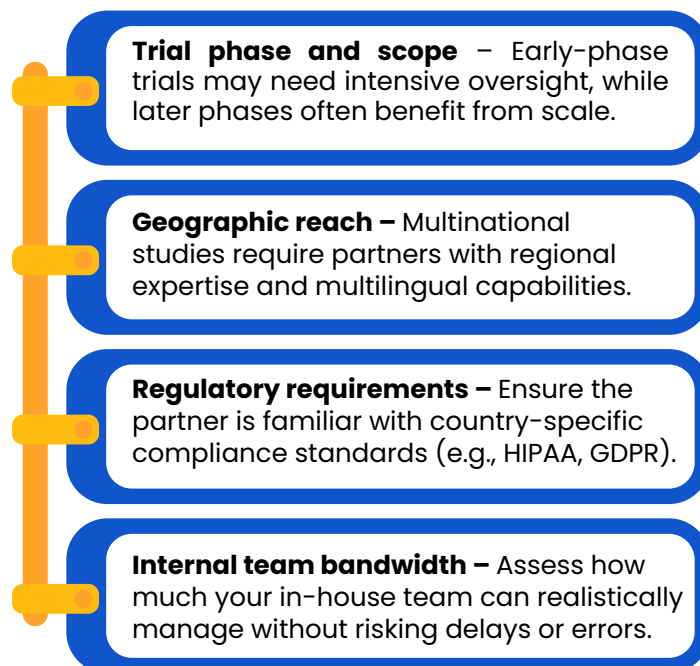 Trial phase and scope – Early-phase
trials may need intensive oversight, while
later phases often benefit from scale.
Geographic reach – Multinational
studies require partners with regional
expertise and multilingual capabilities.
Regulatory requirements – Ensure the
partner is familiar with country-specific
compliance standards (e.g., HIPAA, GDPR).
Internal team bandwidth – Assess how
much your in-house team can realistically
manage without risking delays or errors.